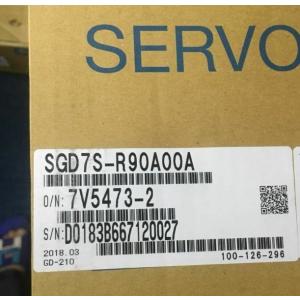 SERVO
SGD7S-R90A00A
O/N: 7V5473-2
S/N: D0183B667120027
2018.03
GD-210
100-126-296